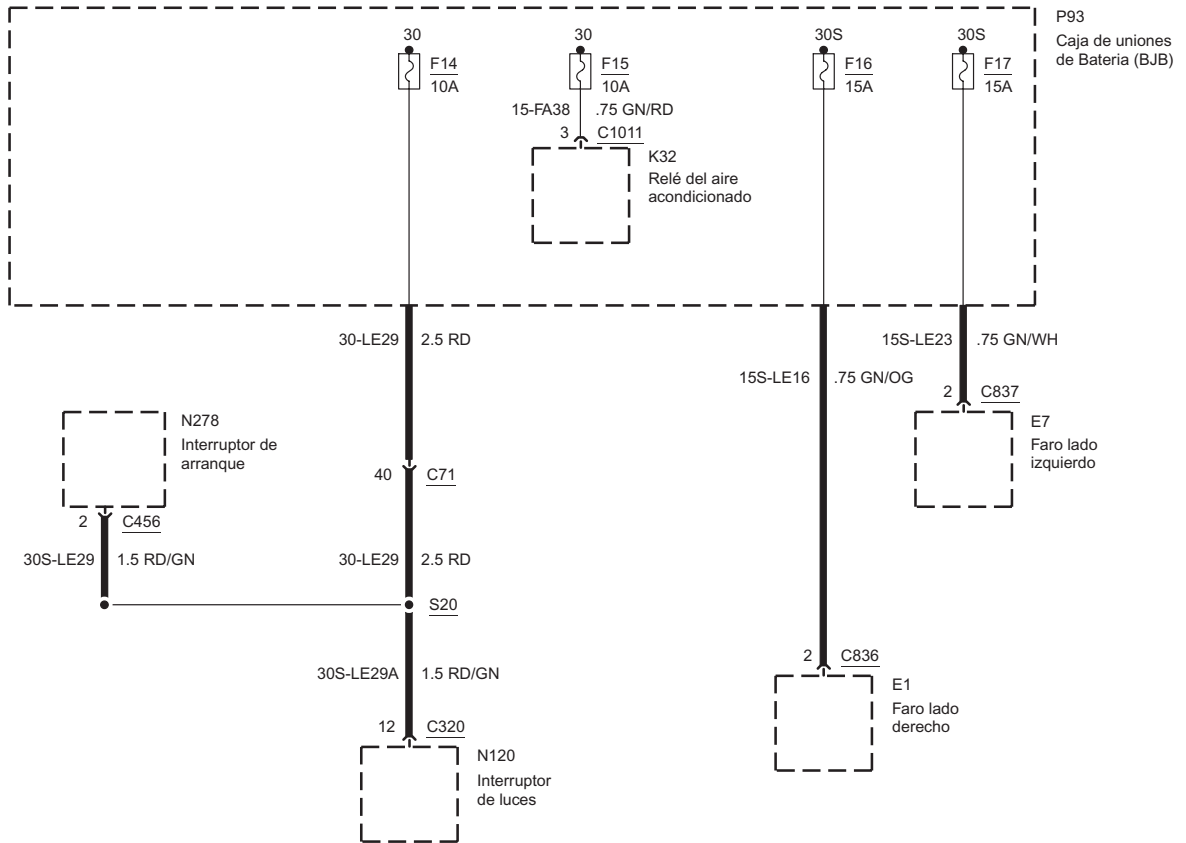 P93
Caja de uniones
de Bateria (BJB)
30
30
30S
30S
F14
10A
F15
10A
F16
15A
F17
15A
15-FA38
.75 GN/RD
3
C1011
K32
Relé del aire
acondicionado
30-LE29
2.5 RD
15S-LE23
.75 GN/WH
15S-LE16
.75 GN/OG
2
C837
E7
Faro lado
izquierdo
N278
Interruptor de
arranque
40
C71
2
C456
30S-LE29
1.5 RD/GN
30-LE29
2.5 RD
S20
30S-LE29A
1.5 RD/GN
2
C836
E1
Faro lado
derecho
12
C320
N120
Interruptor
de luces